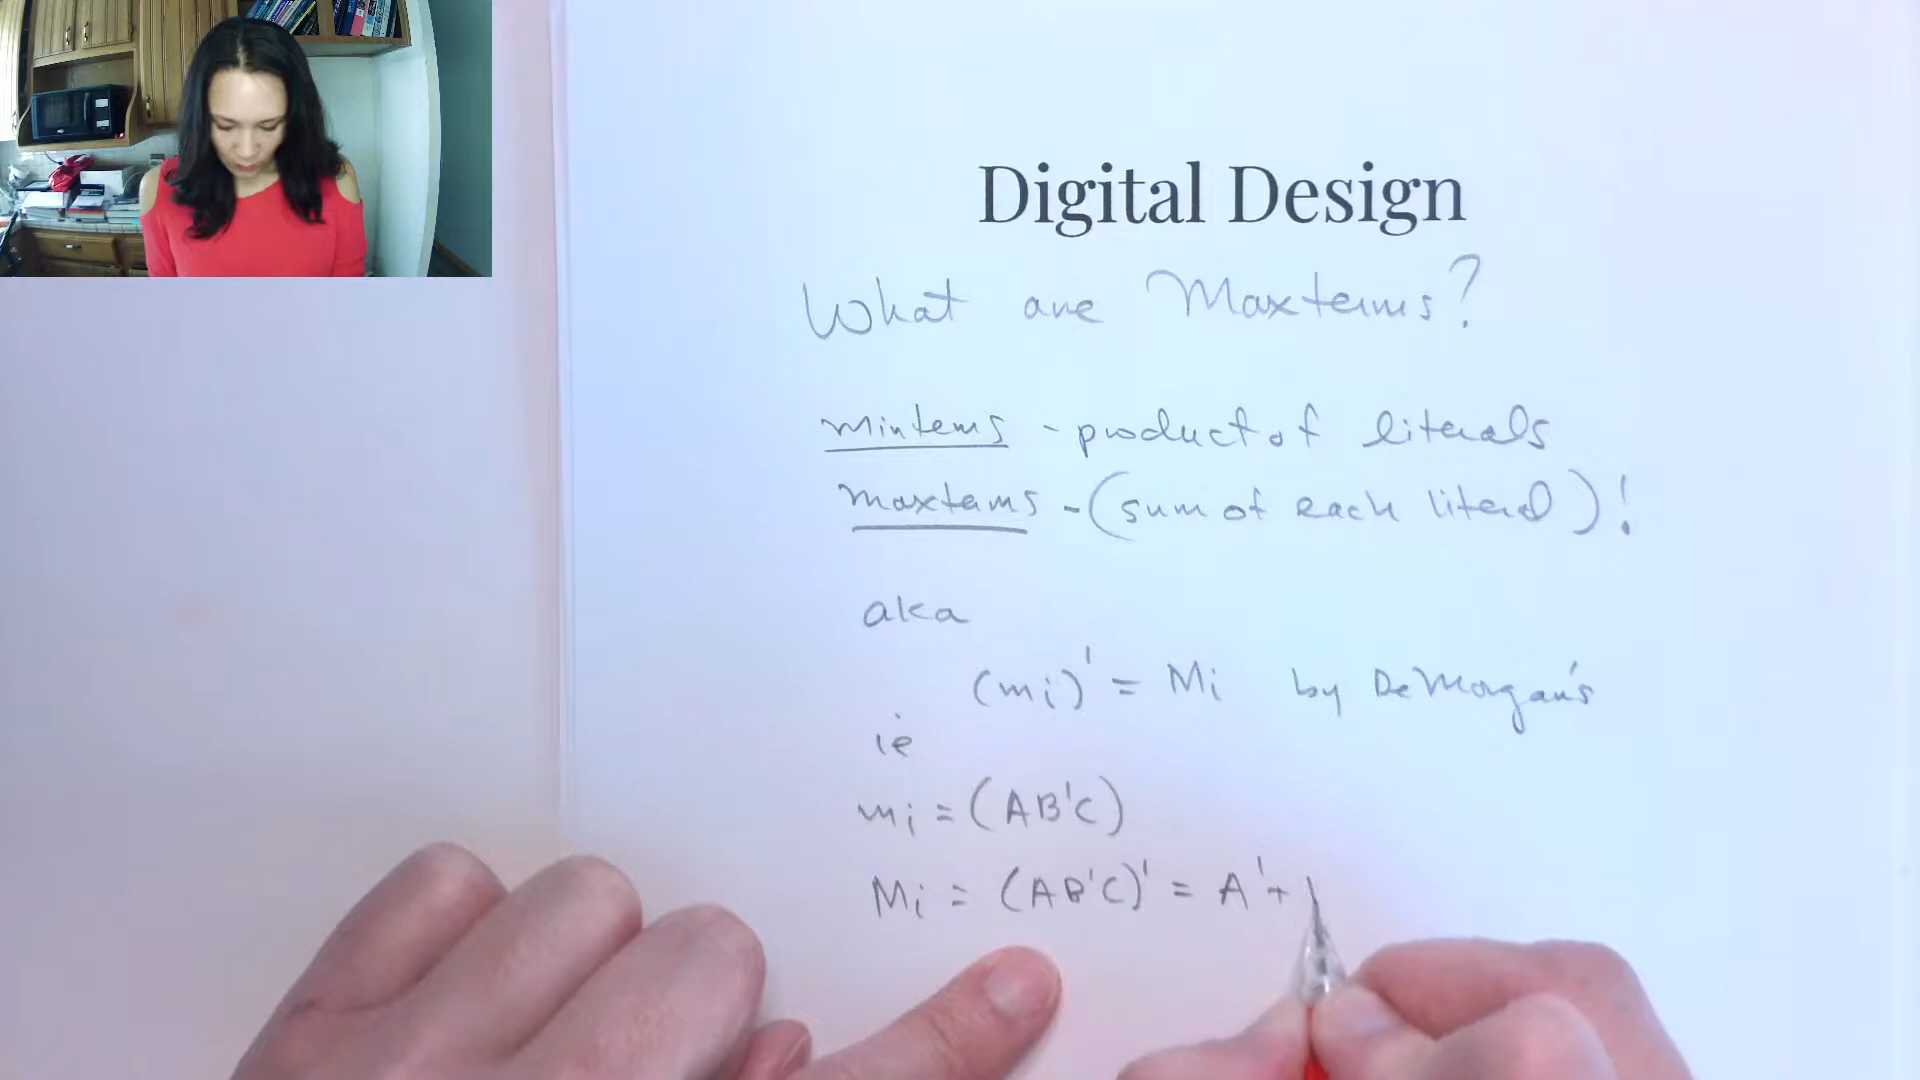 Digital Design
What are Maxterms?
minterms - product of literals
maxterms - (sum of each literal)!
aka
(mi)' = Mi by DeMorgan's
ie
mi = (AB'C)
Mi = (AB'C)' = A' +